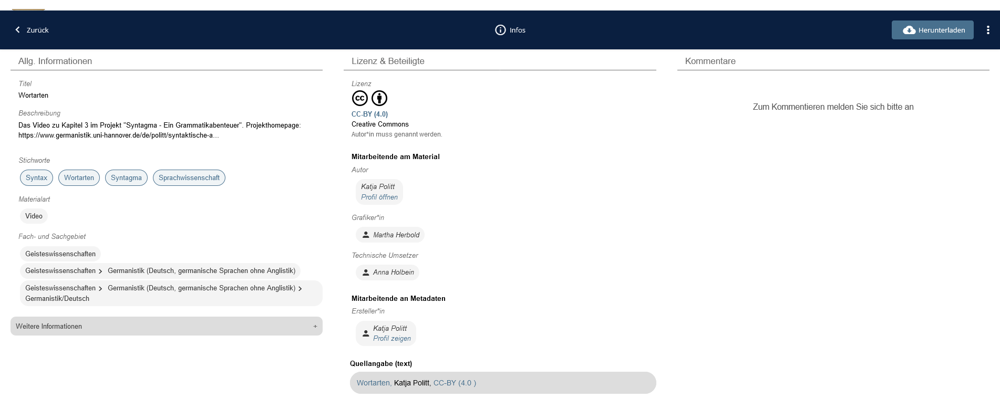 Zurück
Infos
Herunterladen
Allg. Informationen
Titel
Wortarten
Beschreibung
Das Video zu Kapitel 3 im Projekt "Syntagma - Ein Grammatikabenteuer". Projekthomepage:
https://www.germanistik.uni-hannover.de/de/politt/syntaktische-a...
Stichworte
Syntax
Wortarten
Syntagma
Sprachwissenschaft
Materialart
Video
Fach- und Sachgebiet
Geisteswissenschaften
Geisteswissenschaften > Germanistik (Deutsch, germanische Sprachen ohne Anglistik)
Geisteswissenschaften > Germanistik (Deutsch, germanische Sprachen ohne Anglistik) >
Germanistik/Deutsch
Weitere Informationen +
Lizenz & Beteiligte
Lizenz
cc
CC-BY (4.0)
Creative Commons
Autor*in muss genannt werden.
Mitarbeitende am Material
Autor
Katja Politt
Profil öffnen
Grafiker*in
Martha Herbold
Technische Umsetzer
Anna Holbein
Mitarbeitende an Metadaten
Ersteller*in
Katja Politt
Profil zeigen
Quellangabe (text)
Wortarten, Katja Politt, CC-BY (4.0 )
Kommentare
Zum Kommentieren melden Sie sich bitte an